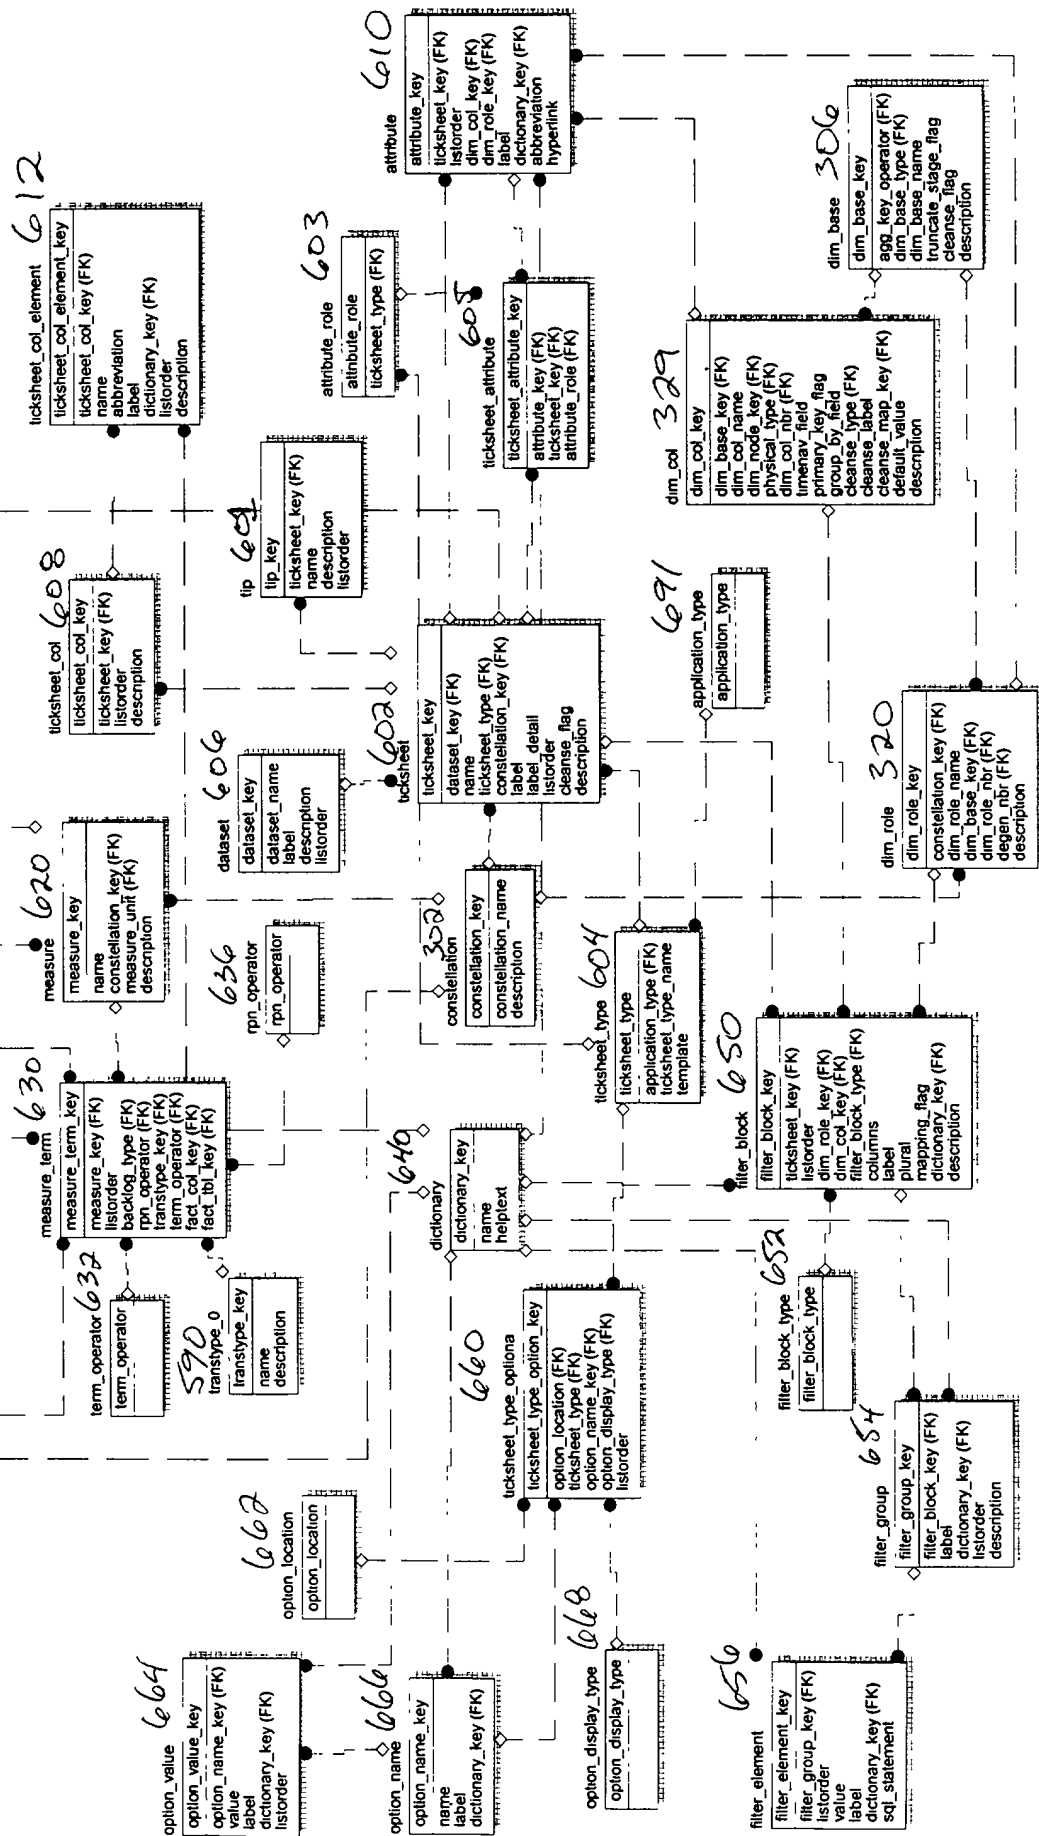 ticksheet_col_element 612
ticksheet_col_element_key
ticksheet_col_key (FK)
name
abbreviation
label
dictionary_key (FK)
listorder
description
attribute 610
attribute_key
ticksheet_key (FK)
listorder
dim_col_key (FK)
dim_role_key (FK)
label
dictionary_key (FK)
abbreviation
hyperlink
attribute_role 603
attribute_role
ticksheet_type (FK)
ticksheet_attribute 605
ticksheet_attribute_key
attribute_key (FK)
ticksheet_key (FK)
attribute_role (FK)
dim_base 306
dim_base_key
agg_key_operator (FK)
dim_base_type (FK)
dim_base_name
truncate_stage_flag
cleanse_flag
description
dim_col 329
dim_col_key
dim_base_key (FK)
dim_col_name
dim_node_key (FK)
physical_type (FK)
dim_col_nbr (FK)
timenav_field
primary_key_flag
group_by_field
cleanse_type (FK)
cleanse_label
cleanse_map_key (FK)
default_value
description
ticksheet_col 608
ticksheet_col_key
ticksheet_key (FK)
listorder
description
tip 601
tip_key
ticksheet_key (FK)
name
description
listorder
ticksheet 602
ticksheet_key
dataset_key (FK)
name
ticksheet_type (FK)
constellation_key (FK)
label
label_detail
listorder
cleanse_flag
description
application_type 691
application_type
application_type
dim_role 320
dim_role_key
constellation_key (FK)
dim_role_name
dim_base_key (FK)
dim_role_nbr (FK)
degen_nbr (FK)
description
measure 620
measure_key
name
constellation_key (FK)
measure_unit (FK)
description
dataset 606
dataset_key
dataset_name
label
description
listorder
rpn_operator 636
rpn_operator
constellation 302
constellation_key
constellation_name
description
ticksheet_type 604
ticksheet_type
application_type (FK)
ticksheet_type_name
template
filter_block 650
filter_block_key
ticksheet_key (FK)
listorder
dim_role_key (FK)
dim_col_key (FK)
filter_block_type (FK)
columns
label
plural
mapping_flag
dictionary_key (FK)
description
measure_term 630
measure_term_key
measure_key (FK)
listorder
backlog_type (FK)
rpn_operator (FK)
transtype_key (FK)
term_operator (FK)
fact_col_key (FK)
fact_tbl_key (FK)
term_operator 632
term_operator
590
transtype_0
transtype_key
name
description
dictionary 640
dictionary_key
name
helptext
ticksheet_type_optiona 660
ticksheet_type_option_key
option_location (FK)
ticksheet_type (FK)
option_name_key (FK)
option_display_type (FK)
listorder
filter_block_type 652
filter_block_type
filter_group 654
filter_group_key
filter_block_key (FK)
label
dictionary_key (FK)
listorder
description
option_location 662
option_location
option_value 664
option_value_key
option_name_key (FK)
value
label
dictionary_key (FK)
listorder
option_name 666
option_name_key
name
label
dictionary_key (FK)
option_display_type 668
option_display_type
filter_element 656
filter_element_key
filter_group_key (FK)
listorder
value
label
dictionary_key (FK)
sql_statement